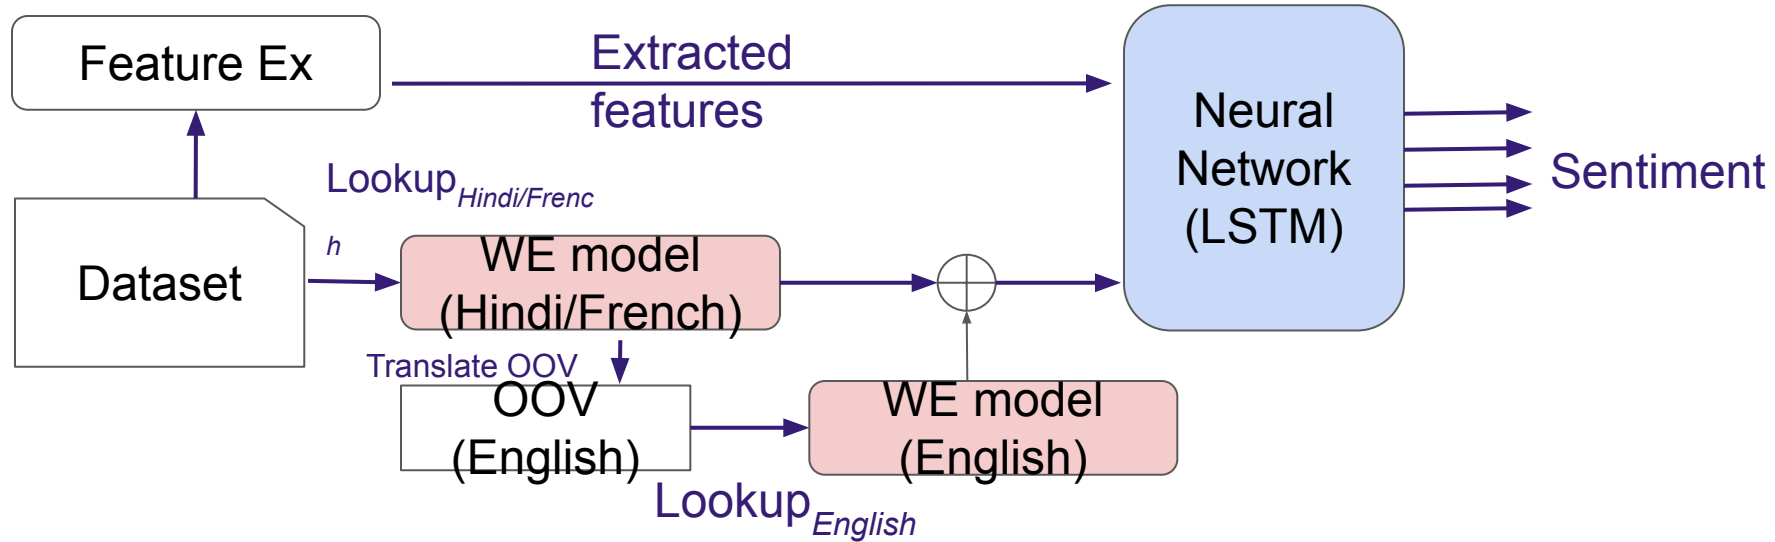 Feature Ex
Extracted
features
Neural
Network
(LSTM)
Sentiment
Lookup Hindi/Frenc
h
Dataset
WE model
(Hindi/French)
Translate OOV
OOV
(English)
WE model
(English)
Lookup English